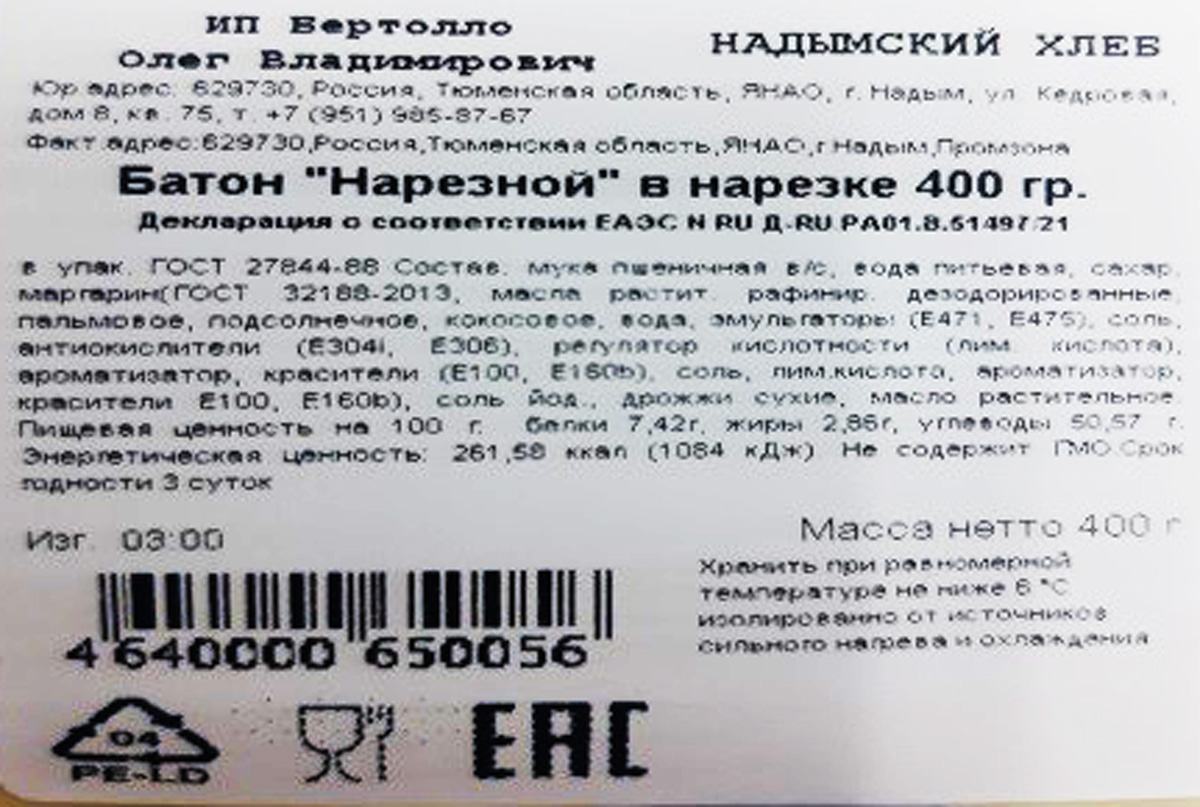 ИП Бертолло
Олег Владимирович
НАДЫМСКИЙ ХЛЕБ
Юр.адрес: 629730, Россия, Тюменская область, ЯНАО, г. Надым, ул. Кедровая,
дом 8, кв. 75, т. +7 (951) 985-87-67
Факт.адрес:629730,Россия,Тюменская область,ЯНАО,г.Надым,Промзона
Батон "Нарезной" в нарезке 400 гр.
Декларация о соответствии ЕАЭС N RU Д-RU.РА01.В.51497/21
в упак. ГОСТ 27844-88 Состав: мука пшеничная в/с, вода питьевая, сахар,
маргарин(ГОСТ 32188-2013, масла растит. рафинир. дезодорированные,
пальмовое, подсолнечное, кокосовое, вода, эмульгаторы (Е471, Е475), соль,
антиокислители (Е304i, Е306), регулятор кислотности (лим. кислота),
ароматизатор, красители (Е100, Е160b), соль, лим.кислота, ароматизатор,
красители Е100, Е160b), соль йод., дрожжи сухие, масло растительное.
Пищевая ценность на 100 г. белки 7,42г, жиры 2,86г, углеводы 50,57 г.
Энергетическая ценность: 261,58 ккал (1084 кДж) Не содержит ГМО.Срок
годности 3 суток
Изг. 03:00
Масса нетто 400 г
Хранить при равномерной
температуре не ниже 6 °С
изолированно от источников
сильного нагрева и охлаждения
4 640000 650056
04
PE-LD
EAC